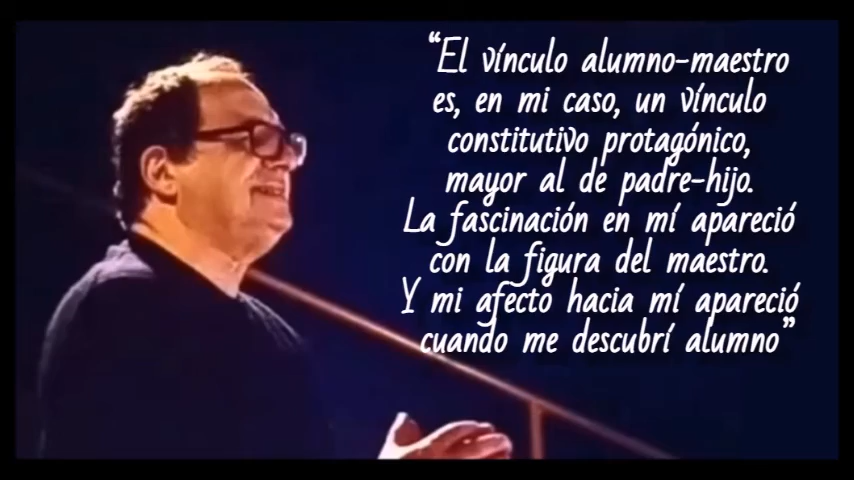 “El vínculo alumno-maestro
es, en mi caso, un vínculo
constitutivo protagónico,
mayor al de padre-hijo.
La fascinación en mí apareció
con la figura del maestro.
Y mi afecto hacia mí apareció
cuando me descubrí alumno”